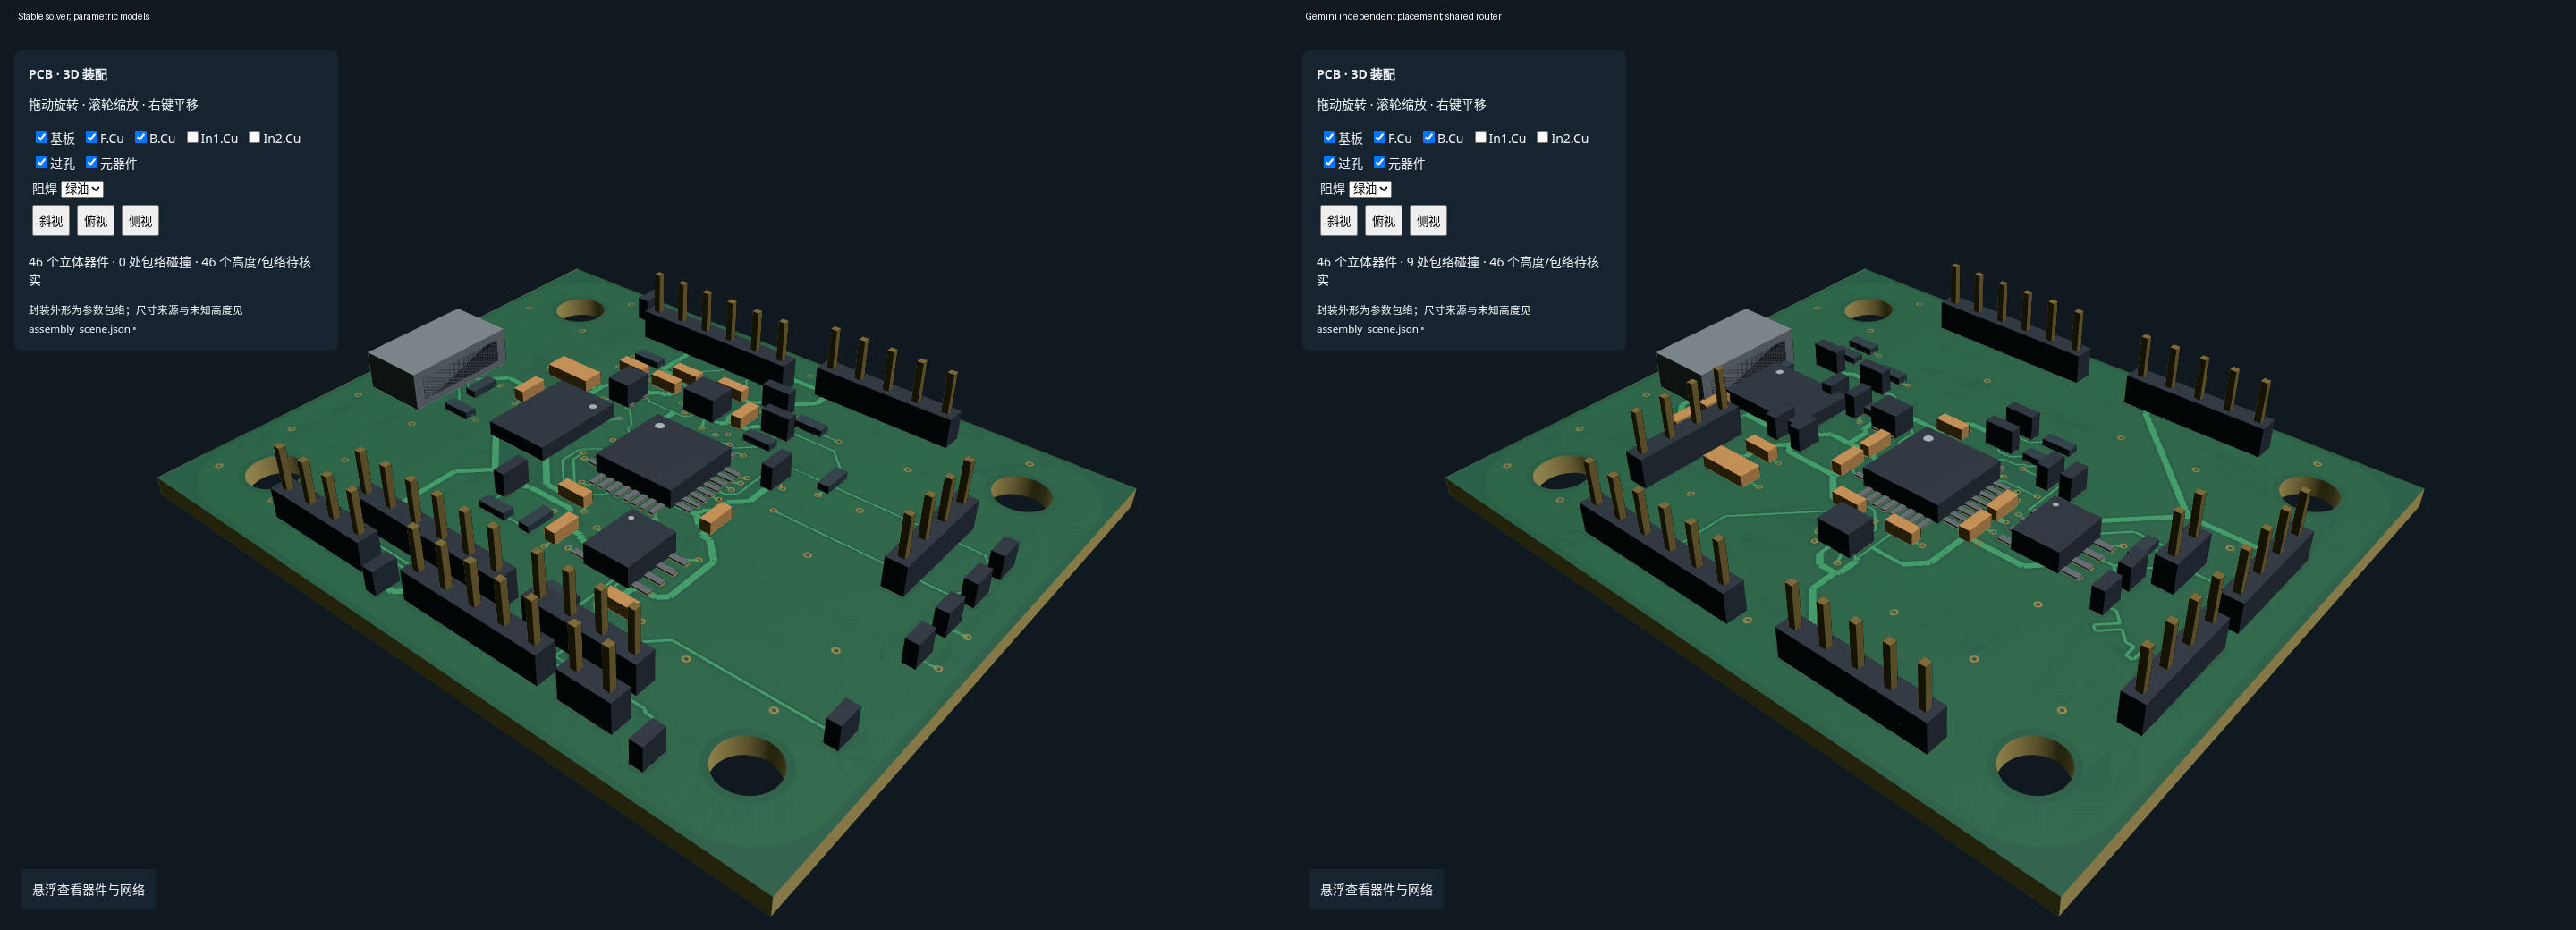 Stable solver; parametric models
PCB · 3D 装配
拖动旋转 · 滚轮缩放 · 右键平移
基板 F.Cu B.Cu In1.Cu In2.Cu
过孔 元器件
阻焊 绿油
斜视 俯视 侧视
46 个立体器件 · 0 处包络碰撞 · 46 个高度/包络待核
实
封装外形为参数包络；尺寸来源与未知高度见
assembly_scene.json。
悬浮查看器件与网络
Gemini independent placement; shared router
PCB · 3D 装配
拖动旋转 · 滚轮缩放 · 右键平移
基板 F.Cu B.Cu In1.Cu In2.Cu
过孔 元器件
阻焊 绿油
斜视 俯视 侧视
46 个立体器件 · 9 处包络碰撞 · 46 个高度/包络待核
实
封装外形为参数包络；尺寸来源与未知高度见
assembly_scene.json。
悬浮查看器件与网络